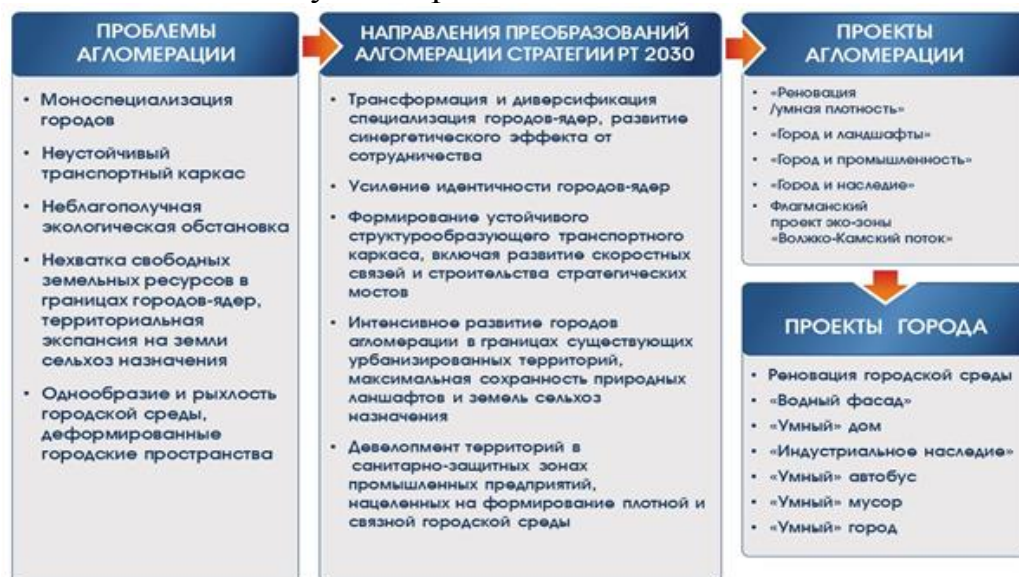 ПРОБЛЕМЫ
АГЛОМЕРАЦИИ
• Моноспециализация
городов
• Неустойчивый
транспортный каркас
• Неблагополучная
экологическая обстановка
• Нехватка свободных
земельных ресурсов в
границах городов-ядер,
территориальная
экспансия на земли
сельхоз назначения
• Однообразие и рыхлость
городской среды,
деформированные
городские пространства
НАПРАВЛЕНИЯ ПРЕОБРАЗОВАНИЙ
АЛГОМЕРАЦИИ СТРАТЕГИИ РТ 2030
• Трансформация и диверсификация
специализация городов-ядер, развитие
синергетического эффекта от
сотрудничества
• Усиление идентичности городов-ядер
• Формирование устойчивого
структурообразующего транспортного
каркаса, включая развитие скоростных
связей и строительства стратегических
мостов
• Интенсивное развитие городов
агломерации в границах существующих
урбанизированных территорий,
максимальная сохранность природных
ланшафтов и земель сельхоз
назначения
• Девелопмент территорий в
санитарно-защитных зонах
промышленных предприятий,
нацеленных на формирование плотной и
связной городской среды
ПРОЕКТЫ
АГЛОМЕРАЦИИ
• «Реновация
/умная плотность»
• «Город и ландшафты»
• «Город и промышленность»
• «Город и наследие»
• Флагманский
проект эко-зоны
«Волжко-Камский поток»
ПРОЕКТЫ ГОРОДА
• Реновация городской среды
• «Водный фасад»
• «Умный» дом
• «Индустриальное наследие»
• «Умный» автобус
• «Умный» мусор
• «Умный» город